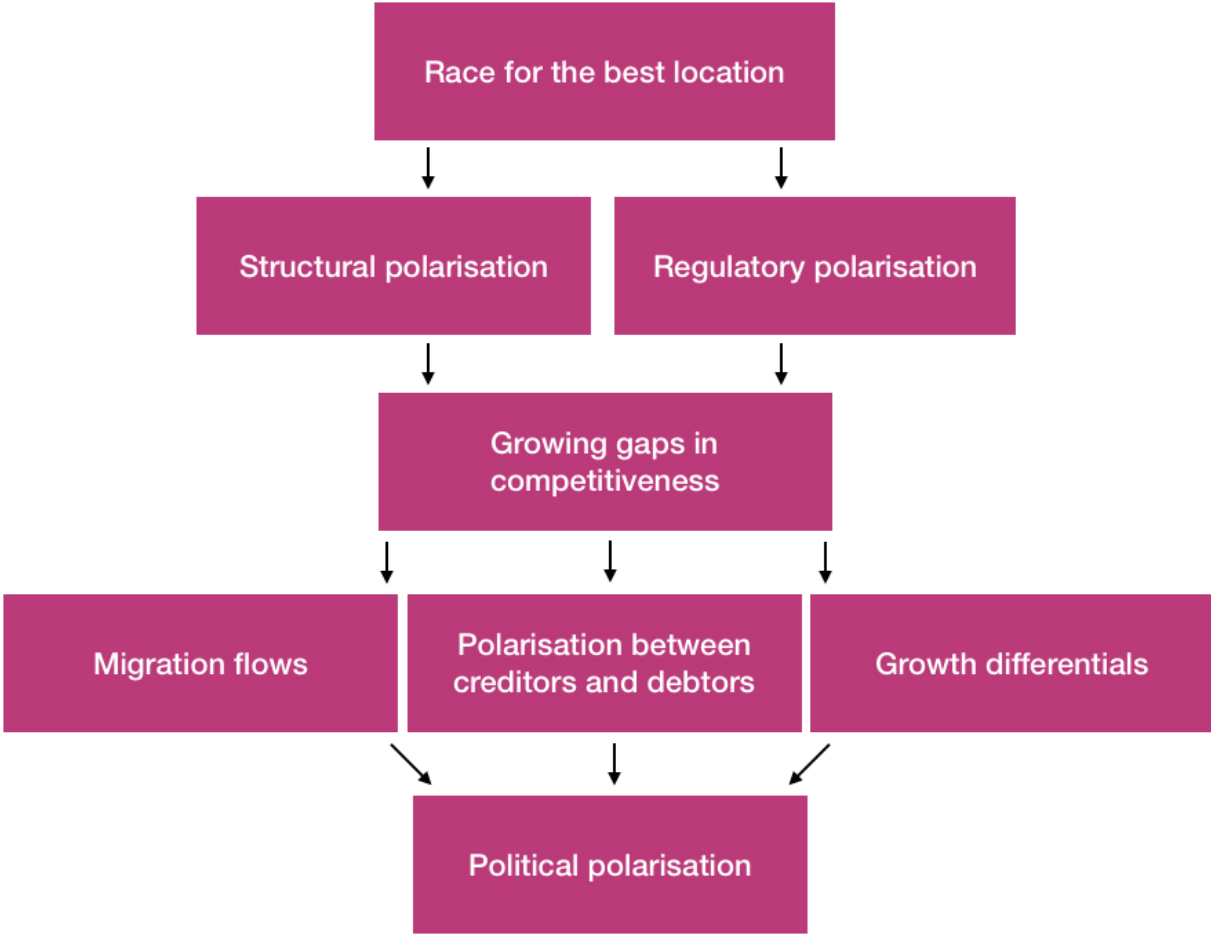 Race for the best location
Structural polarisation
Regulatory polarisation
Growing gaps in
competitiveness
Migration flows
Polarisation between
creditors and debtors
Growth differentials
Political polarisation